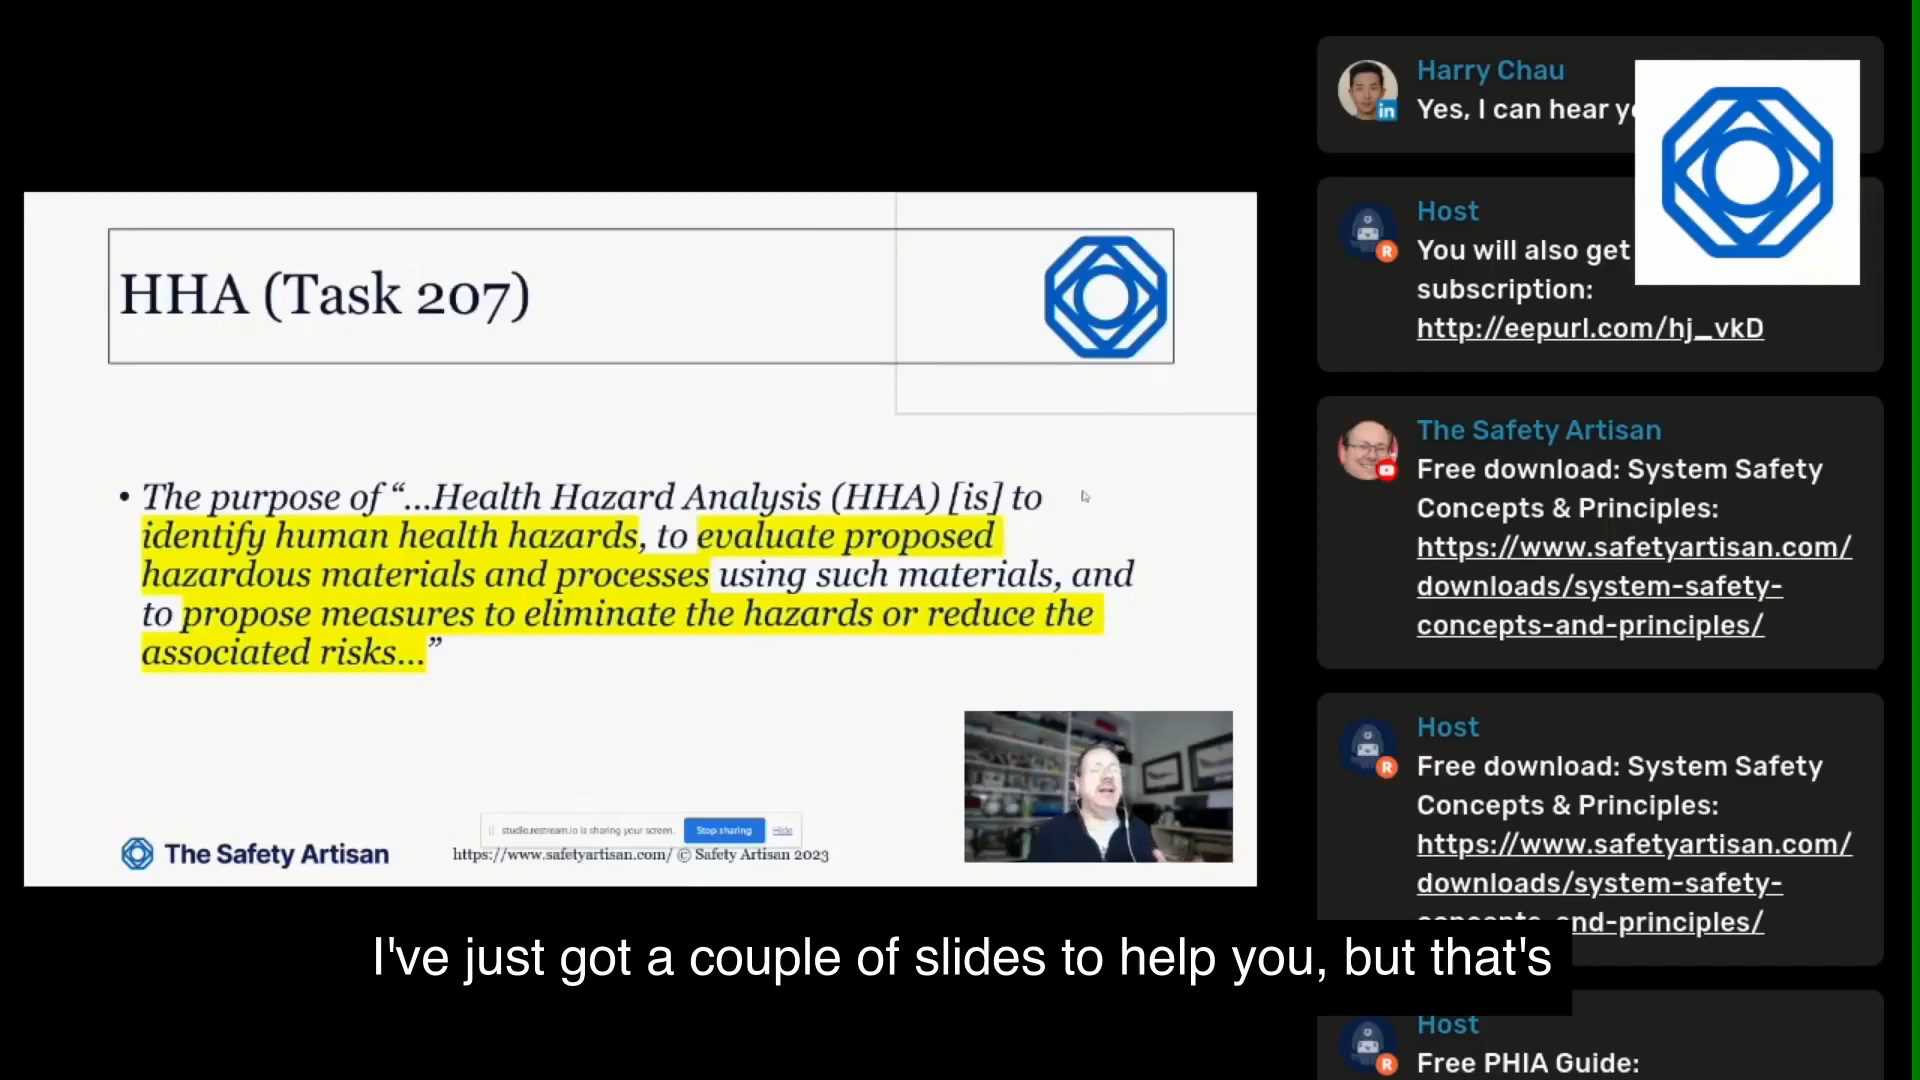 HHA (Task 207)
• The purpose of “...Health Hazard Analysis (HHA) [is] to
identify human health hazards, to evaluate proposed
hazardous materials and processes using such materials, and
to propose measures to eliminate the hazards or reduce the
associated risks...”
studio.restream.io is sharing your screen.
Stop sharing
Hide
The Safety Artisan
https://www.safetyartisan.com/ © Safety Artisan 2023
I've just got a couple of slides to help you, but that's
Harry Chau
in
Yes, I can hear
Host
R
You will also get
subscription:
http://eepurl.com/hj_vkD
The Safety Artisan
Free download: System Safety
Concepts & Principles:
https://www.safetyartisan.com/
downloads/system-safety-
concepts-and-principles/
Host
R
Free download: System Safety
Concepts & Principles:
https://www.safetyartisan.com/
downloads/system-safety-
concepts-and-principles/
Host
R
Free PHIA Guide: